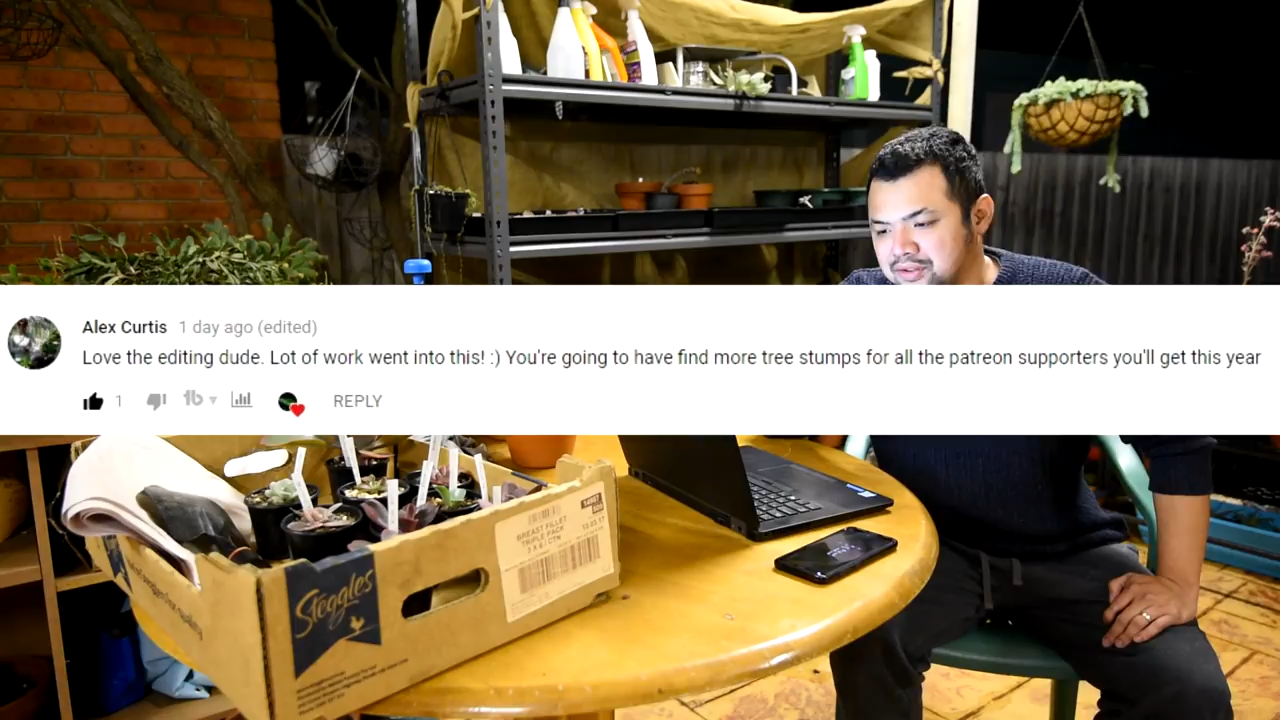 Alex Curtis 1 day ago (edited)
Love the editing dude. Lot of work went into this! :) You're going to have find more tree stumps for all the patreon supporters you'll get this year
1
REPLY
BREAST FILLET
TRIPLE PACK
Steggles